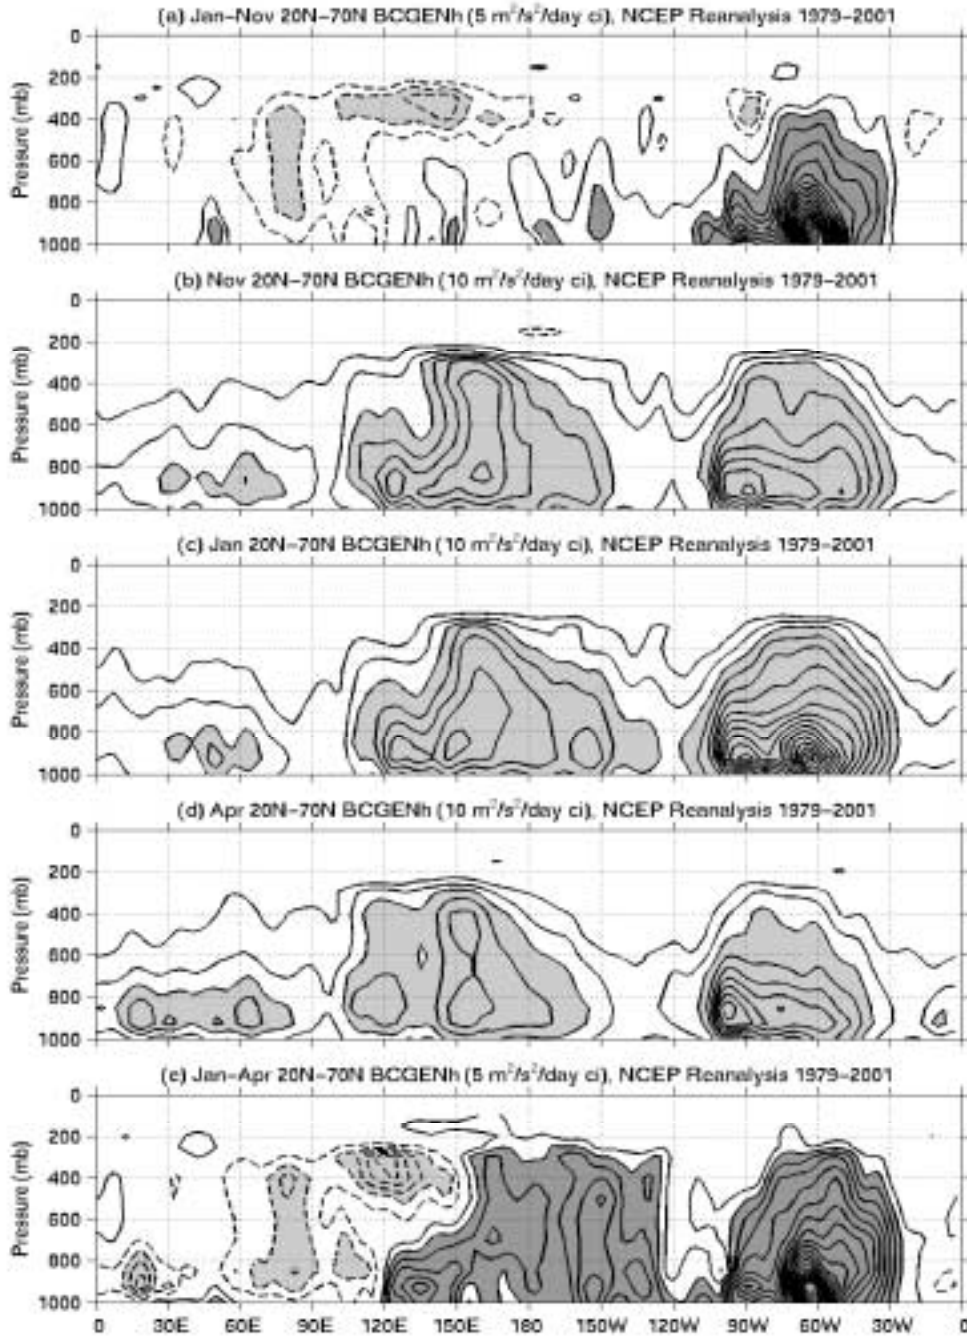 (a) Jan–Nov 20N–70N BCGENh (5 m²/s²/day ci), NCEP Reanalysis 1979–2001
Pressure (mb)
0
200
400
600
800
1000
(b) Nov 20N–70N BCGENh (10 m²/s²/day ci), NCEP Reanalysis 1979–2001
Pressure (mb)
0
200
400
600
800
1000
(c) Jan 20N–70N BCGENh (10 m²/s²/day ci), NCEP Reanalysis 1979–2001
Pressure (mb)
0
200
400
600
800
1000
(d) Apr 20N–70N BCGENh (10 m²/s²/day ci), NCEP Reanalysis 1979–2001
Pressure (mb)
0
200
400
600
800
1000
(e) Jan–Apr 20N–70N BCGENh (5 m²/s²/day ci), NCEP Reanalysis 1979–2001
Pressure (mb)
0
200
400
600
800
1000
0 30E 60E 90E 120E 150E 180 150W 120W 90W 60W 30W 0